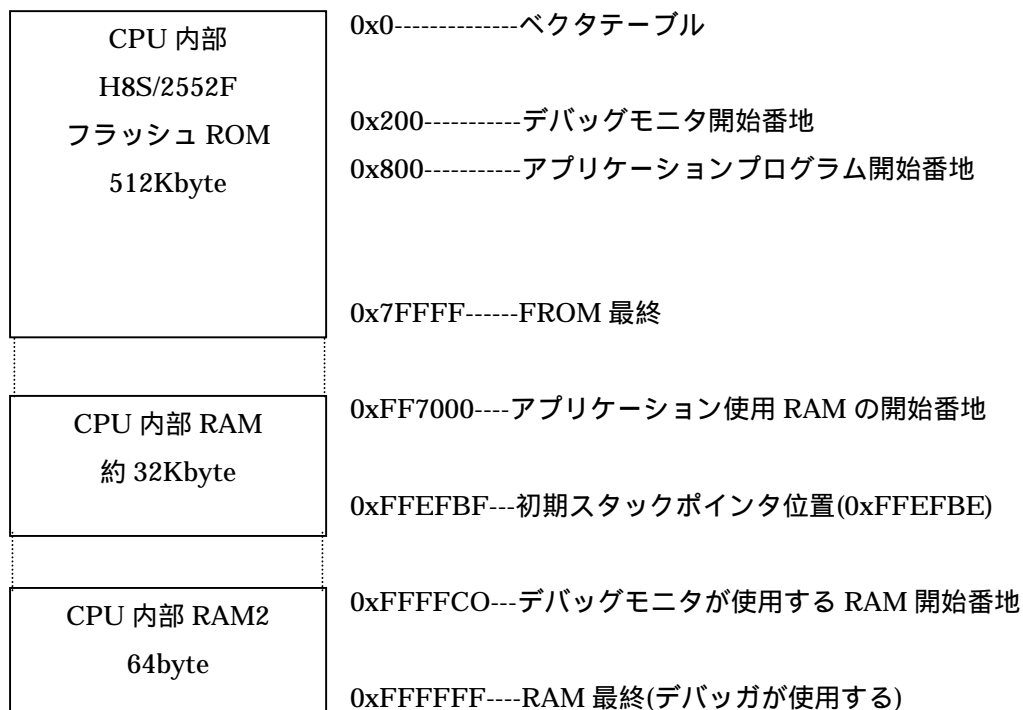 CPU 内部
H8S/2552F
フラッシュ ROM
512Kbyte
0x0--------------ベクタテーブル
0x200-----------デバッグモニタ開始番地
0x800-----------アプリケーションプログラム開始番地
0x7FFFF------FROM 最終
CPU 内部 RAM
約 32Kbyte
0xFF7000----アプリケーション使用 RAM の開始番地
0xFFEFBF---初期スタックポインタ位置(0xFFEFBE)
CPU 内部 RAM2
64byte
0xFFFFCO---デバッグモニタが使用する RAM 開始番地
0xFFFFFF----RAM 最終(デバッガが使用する)